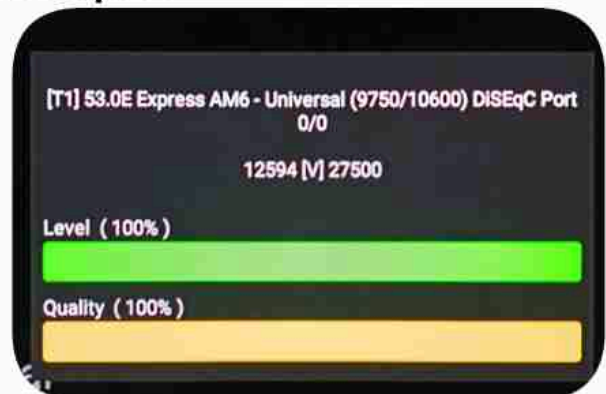 [T1] 53.0E Express AM6 - Universal (9750/10600) DiSEqC Port
0/0
12594 [V] 27500
Level ( 100% )
Quality ( 100% )